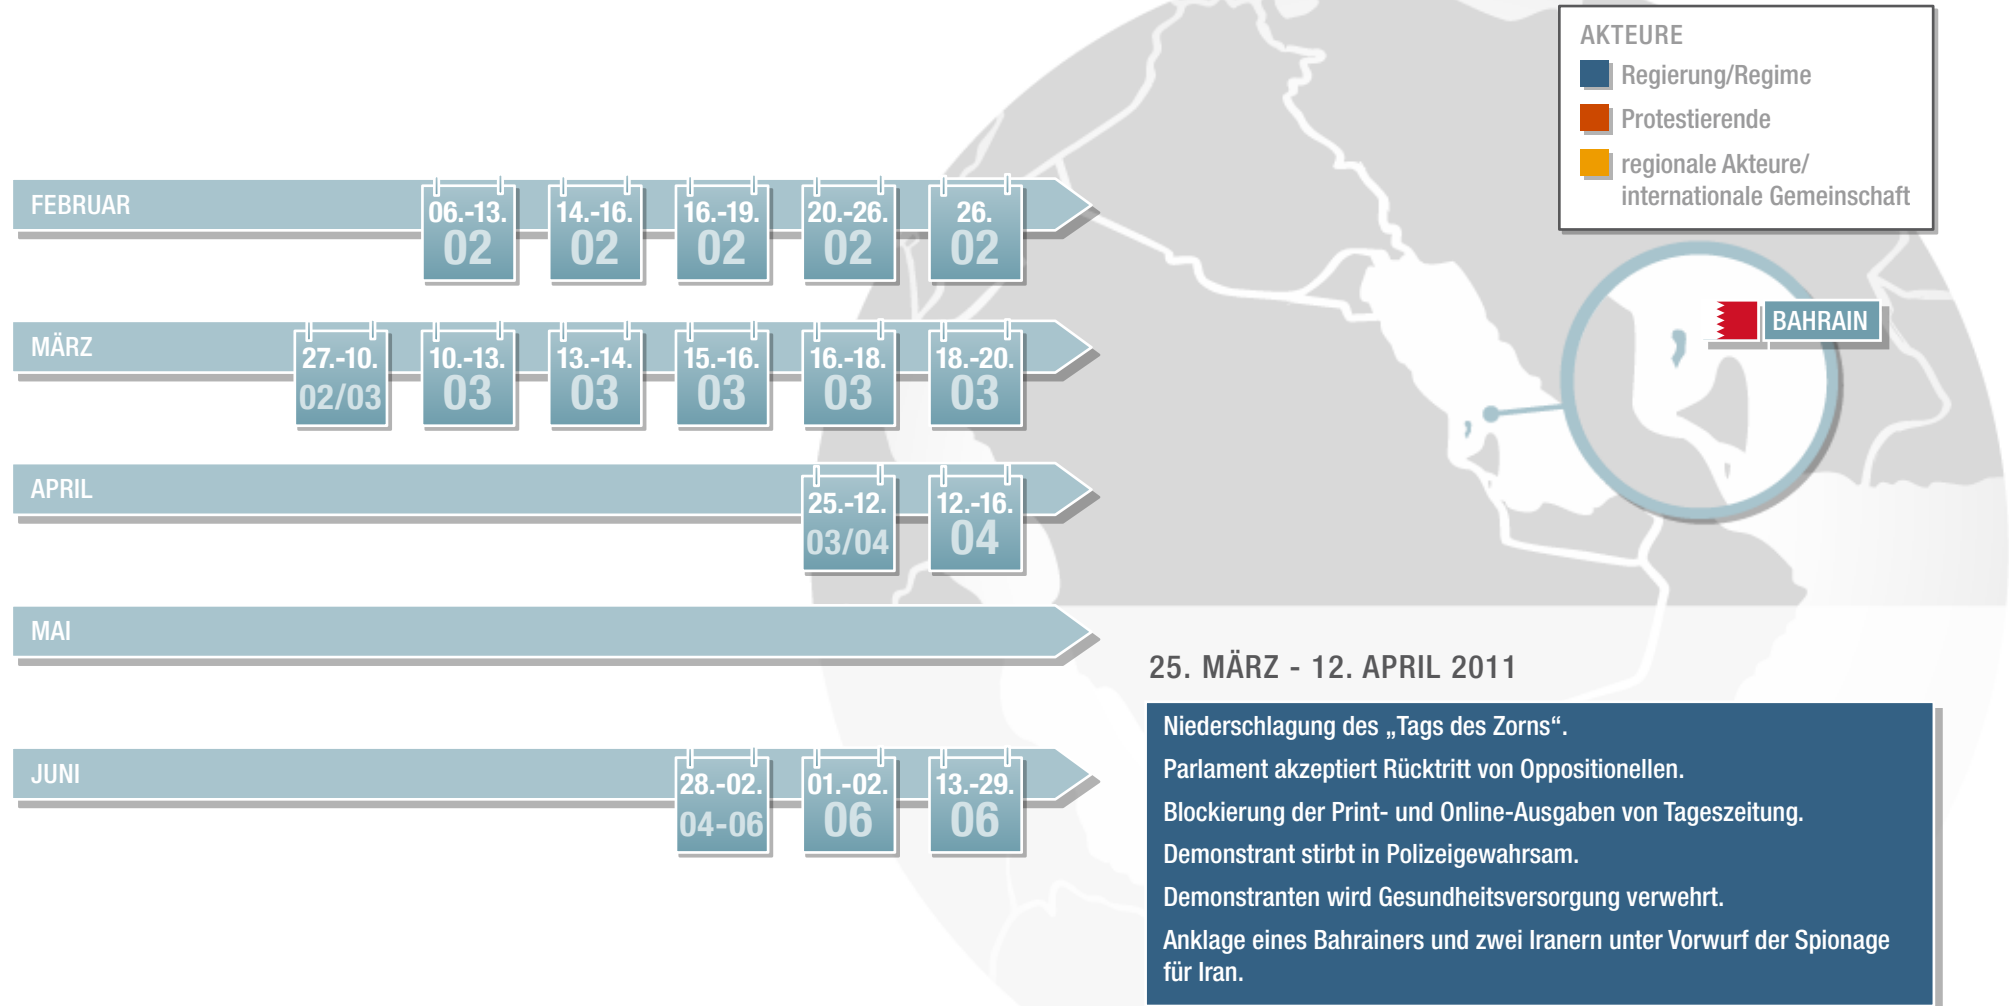 AKTEURE
Regierung/Regime
Protestierende
regionale Akteure/
internationale Gemeinschaft
FEBRUAR
06.-13.
02
14.-16.
02
16.-19.
02
20.-26.
02
26.
02
BAHRAIN
MÄRZ
27.-10.
02/03
10.-13.
03
13.-14.
03
15.-16.
03
16.-18.
03
18.-20.
03
APRIL
25.-12.
03/04
12.-16.
04
MAI
JUNI
28.-02.
04-06
01.-02.
06
13.-29.
06
25. MÄRZ - 12. APRIL 2011
Niederschlagung des „Tags des Zorns“.
Parlament akzeptiert Rücktritt von Oppositionellen.
Blockierung der Print- und Online-Ausgaben von Tageszeitung.
Demonstrant stirbt in Polizeigewahrsam.
Demonstranten wird Gesundheitsversorgung verwehrt.
Anklage eines Bahrainers und zwei Iranern unter Vorwurf der Spionage
für Iran.